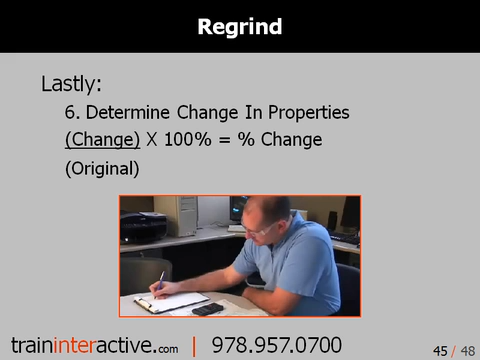 Regrind
Lastly:
6. Determine Change In Properties
(Change) X 100% = % Change
(Original)
traininteractive.com | 978.957.0700
45 / 48